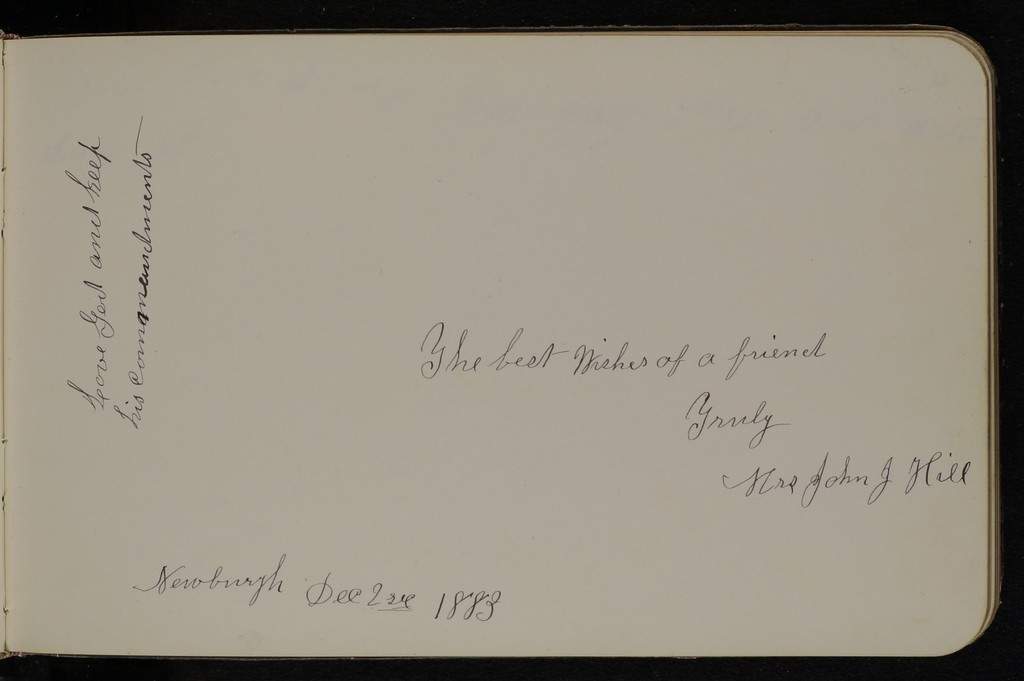 Love God and keep
his commandments
The best Wishes of a friend
Truly
Mrs John J Hill
Newburgh Dec 2nd 1883